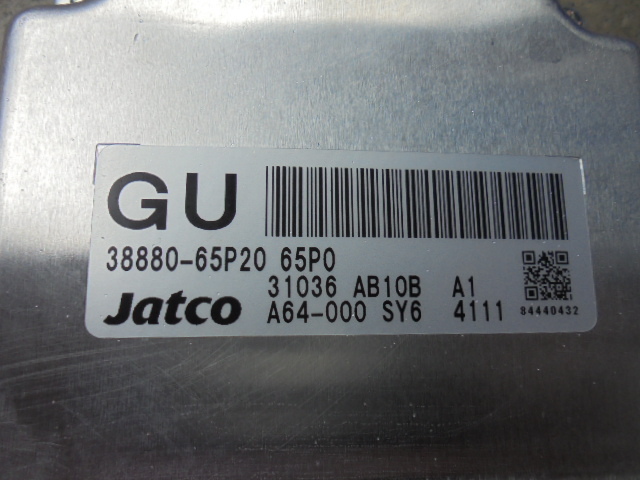 GU
38880-65P20 65P0
31036 AB10B A1
Jatco A64-000 SY6 4111
84440432